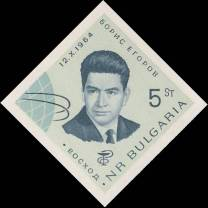 12.X.1964
БОРИС ЕГОРОВ
5 ST
ВОСХОД
NR BULGARIA